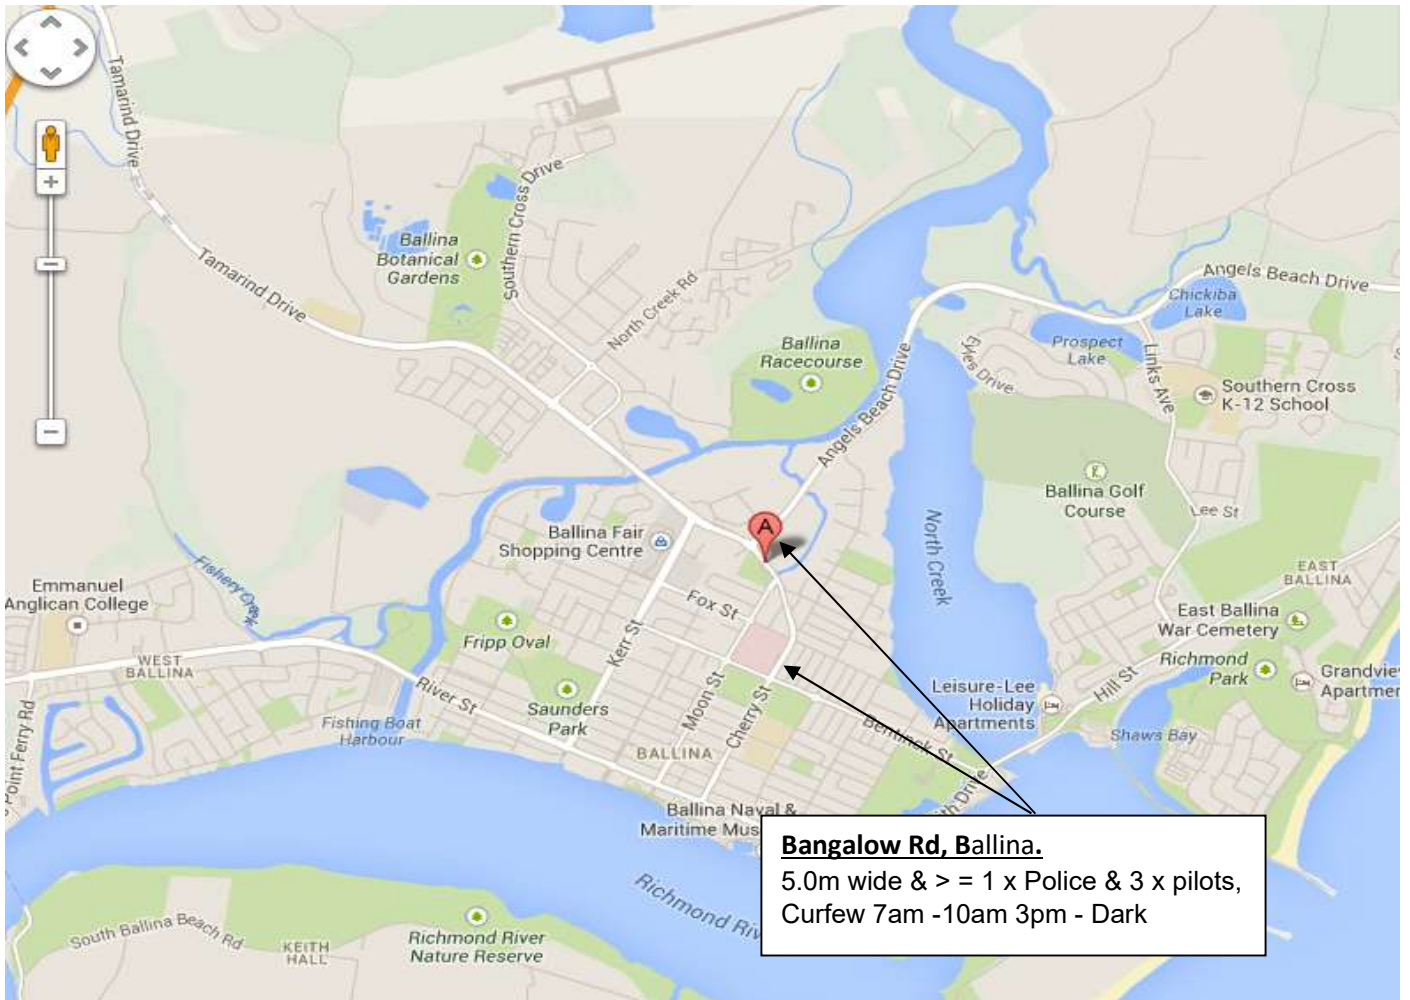 Tamarind Drive
Southern Cross Drive
Ballina
Botanical
Gardens
Tamarind Drive
North Creek Rd
Angels Beach Drive
Chickiba
Lake
Prospect
Lake
Links Ave
Ballina
Racecourse
Angels Beach Drive
Southern Cross
K-12 School
Ballina Golf
Course
Lee St
North Creek
A
Ballina Fair
Shopping Centre
EAST
BALLINA
Fishery Creek
Emmanuel
Anglican College
Fox St
East Ballina
War Cemetery
Fripp Oval
Kerr St
WEST
BALLINA
Richmond
Park
Grandvie
Apartmer
Hill St
Leisure-Lee
Holiday
Apartments
River St
Saunders
Park
Moon St
Cherry St
Bentinck St
Shaws Bay
Fishing Boat
Harbour
Point Ferry Rd
BALLINA
ith Drive
Ballina Naval &
Maritime Mus
Bangalow Rd, Ballina.
5.0m wide & > = 1 x Police & 3 x pilots,
Curfew 7am -10am 3pm - Dark
Richmond Riv
South Ballina Beach Rd
KEITH
HALL
Richmond River
Nature Reserve